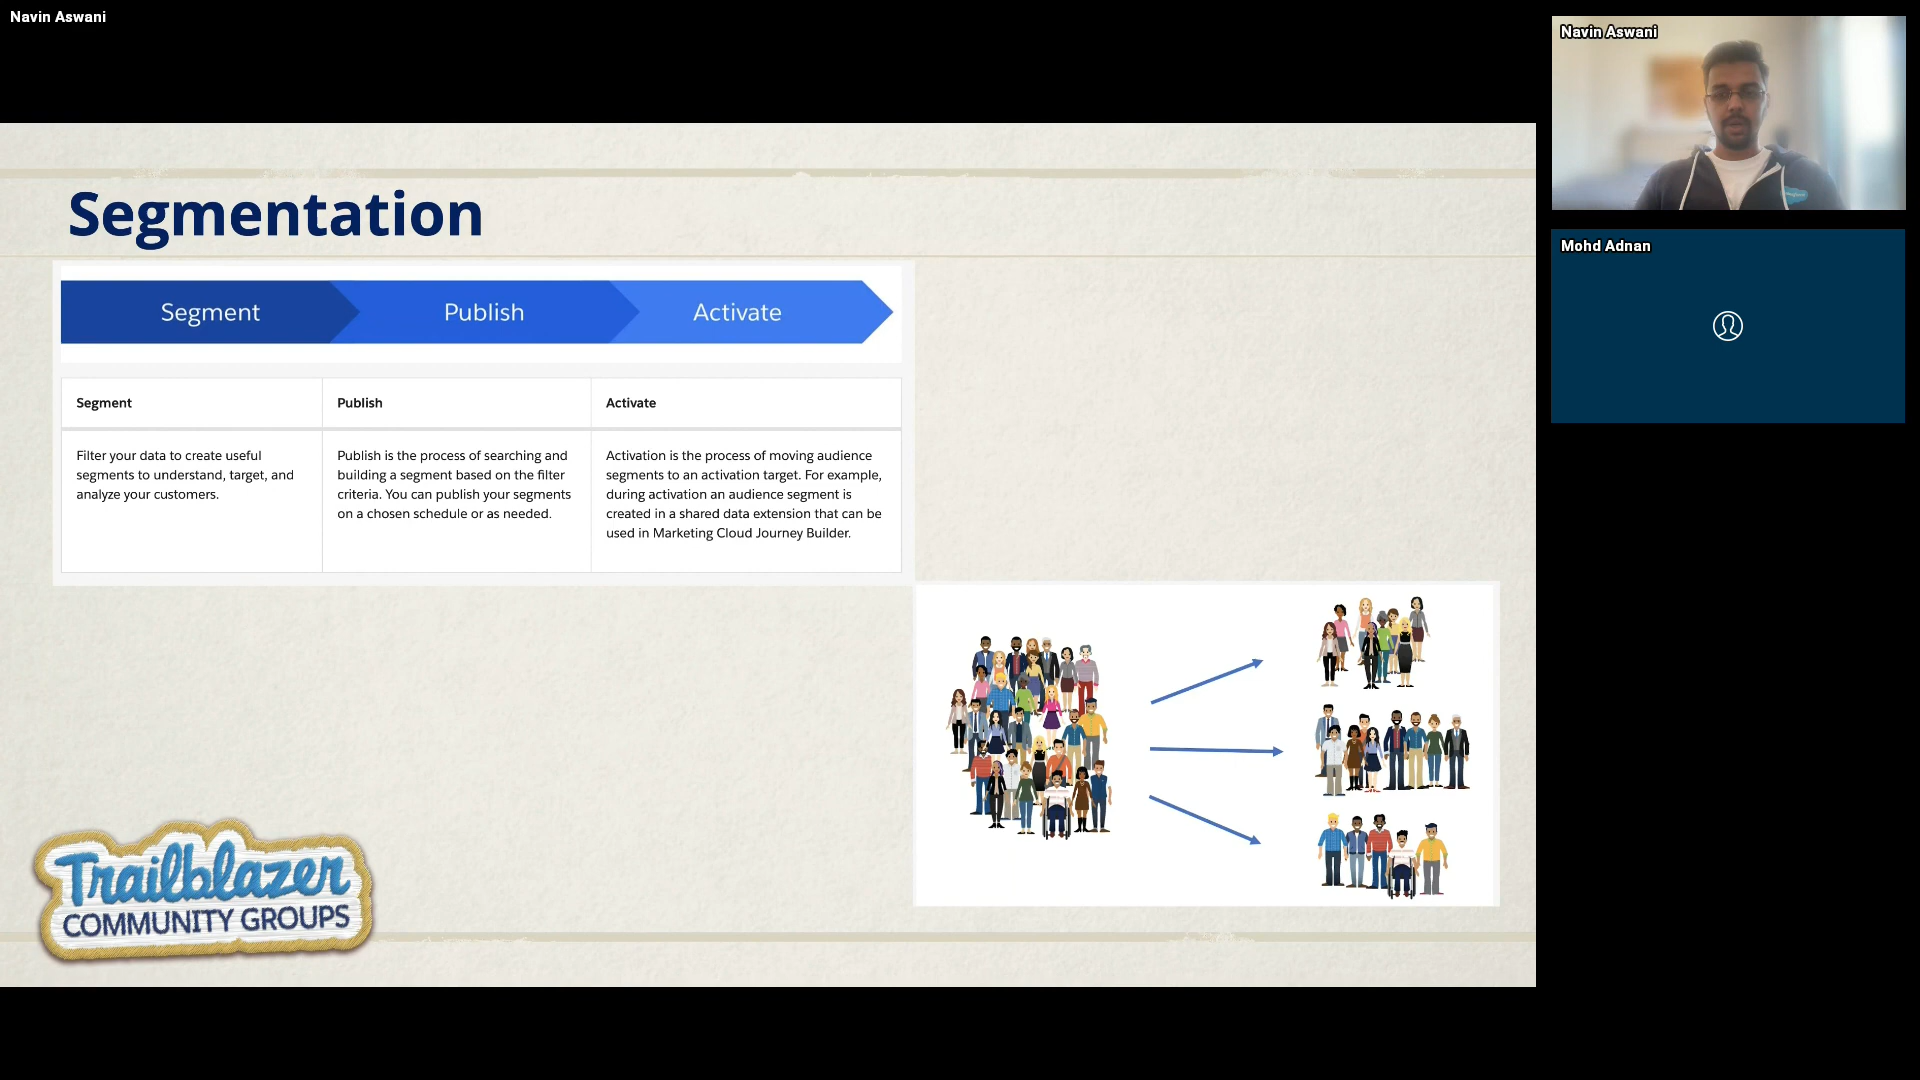 Navin Aswani
Navin Aswani
Mohd Adnan
Segmentation
Segment
Publish
Activate
Segment
Publish
Activate
Filter your data to create useful
segments to understand, target, and
analyze your customers.
Publish is the process of searching and
building a segment based on the filter
criteria. You can publish your segments
on a chosen schedule or as needed.
Activation is the process of moving audience
segments to an activation target. For example,
during activation an audience segment is
created in a shared data extension that can be
used in Marketing Cloud Journey Builder.
Trailblazer
COMMUNITY GROUPS